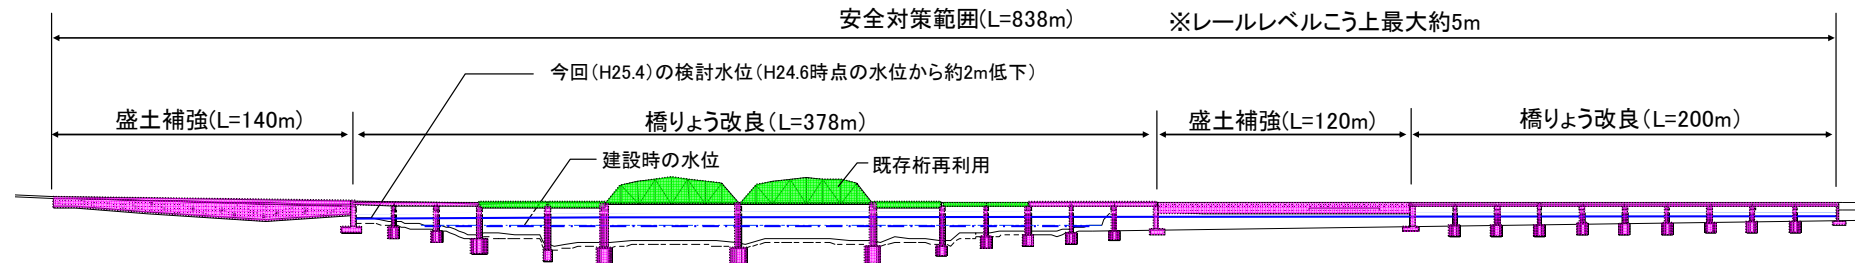 安全対策範囲(L=838m)
※レールレベルこう上最大約5m
今回(H25.4)の検討水位(H24.6時点の水位から約2m低下)
盛土補強(L=140m)
橋りょう改良(L=378m)
盛土補強(L=120m)
橋りょう改良(L=200m)
建設時の水位
既存桁再利用